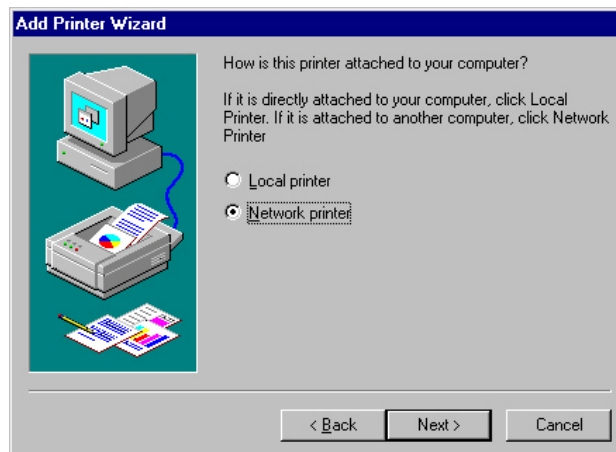 Add Printer Wizard
How is this printer attached to your computer?
If it is directly attached to your computer, click Local
Printer. If it is attached to another computer, click Network
Printer
Local printer
Network printer
< Back Next > Cancel